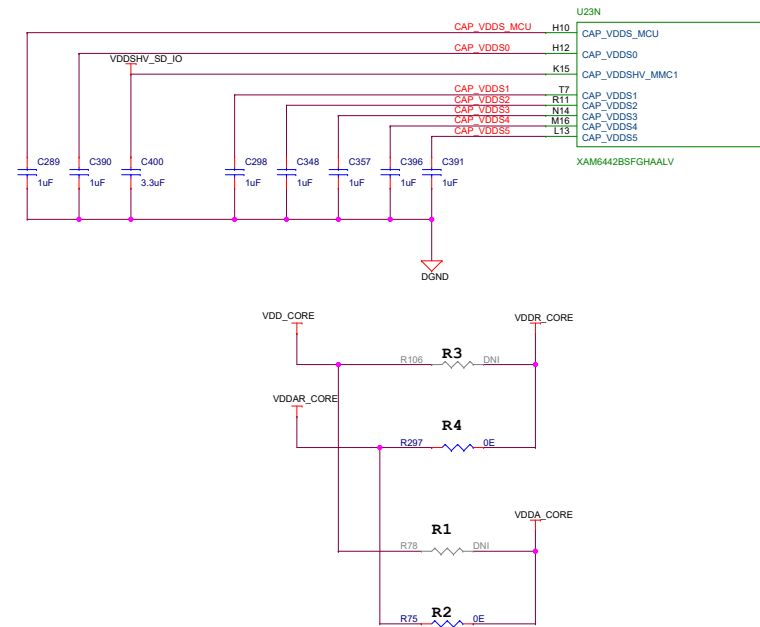 U23N
CAP_VDDS_MCU H10 CAP_VDDS_MCU
CAP_VDDS0 H12 CAP_VDDS0
VDDSHV_SD_IO
K15 CAP_VDDSHV_MMC1
CAP_VDDS1 T7 CAP_VDDS1
CAP_VDDS2 R11 CAP_VDDS2
CAP_VDDS3 N14 CAP_VDDS3
CAP_VDDS4 M16 CAP_VDDS4
CAP_VDDS5 L13 CAP_VDDS5
C289 C390 C400 C298 C348 C357 C396 C391 XAM6442BSFGHAALV
1uF 1uF 3.3uF 1uF 1uF 1uF 1uF 1uF
DGND
VDD_CORE VDDR_CORE
R3
R106 DNI
VDDAR_CORE
R4
R297 0E
VDDA_CORE
R1
R78 DNI
R2
R75 0E